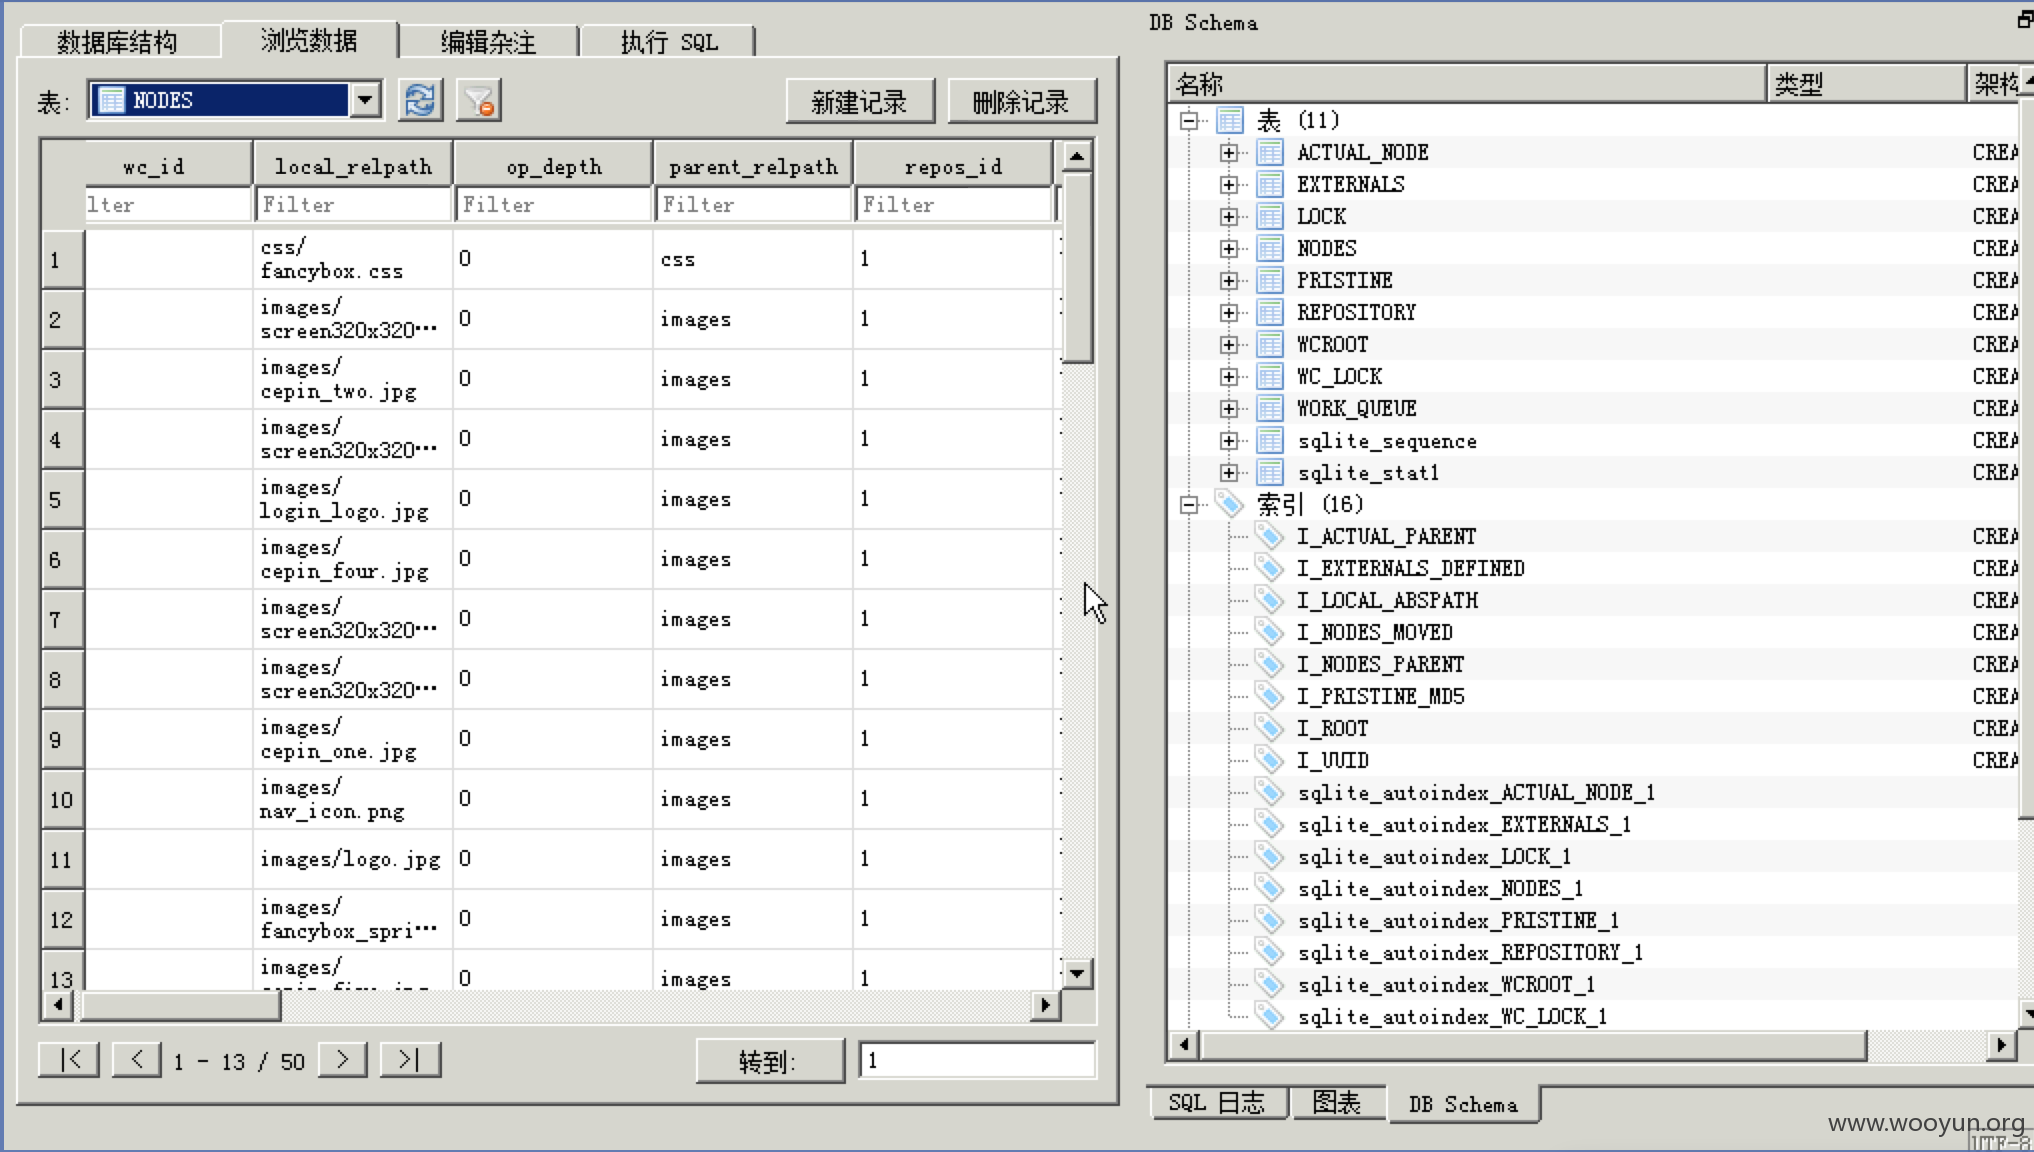 数据库结构 浏览数据 编辑杂注 执行 SQL
表: NODES 新建记录 删除记录
wc_id local_relpath op_depth parent_relpath repos_id
lter Filter Filter Filter Filter
1 css/
fancybox.css 0 css 1
2 images/
screen320x320… 0 images 1
3 images/
cepin_two.jpg 0 images 1
4 images/
screen320x320… 0 images 1
5 images/
login_logo.jpg 0 images 1
6 images/
cepin_four.jpg 0 images 1
7 images/
screen320x320… 0 images 1
8 images/
screen320x320… 0 images 1
9 images/
cepin_one.jpg 0 images 1
10 images/
nav_icon.png 0 images 1
11 images/logo.jpg 0 images 1
12 images/
fancybox_spri… 0 images 1
13 images/
0 images 1
|< < 1 - 13 / 50 > >| 转到: 1
DB Schema
名称 类型 架构
表 (11)
ACTUAL_NODE CREA
EXTERNALS CREA
LOCK CREA
NODES CREA
PRISTINE CREA
REPOSITORY CREA
WCROOT CREA
WC_LOCK CREA
WORK_QUEUE CREA
sqlite_sequence CREA
sqlite_stat1 CREA
索引 (16)
I_ACTUAL_PARENT CREA
I_EXTERNALS_DEFINED CREA
I_LOCAL_ABSPATH CREA
I_NODES_MOVED CREA
I_NODES_PARENT CREA
I_PRISTINE_MD5 CREA
I_ROOT CREA
I_UUID CREA
sqlite_autoindex_ACTUAL_NODE_1
sqlite_autoindex_EXTERNALS_1
sqlite_autoindex_LOCK_1
sqlite_autoindex_NODES_1
sqlite_autoindex_PRISTINE_1
sqlite_autoindex_REPOSITORY_1
sqlite_autoindex_WCROOT_1
sqlite_autoindex_WC_LOCK_1
SQL 日志 图表 DB Schema
www.wooyun.org
UTF-8